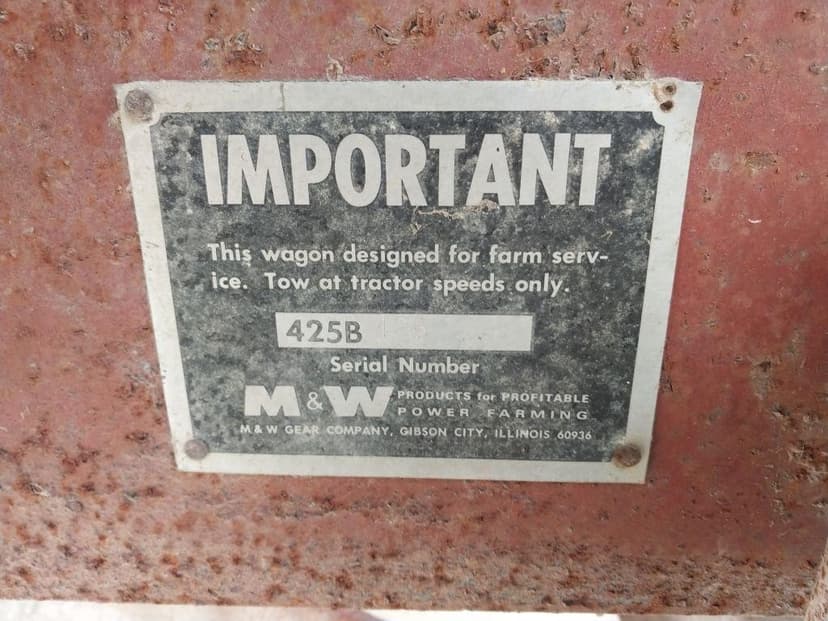 IMPORTANT
This wagon designed for farm serv-
ice. Tow at tractor speeds only.
425B
Serial Number
M & W PRODUCTS for PROFITABLE
POWER FARMING
M & W GEAR COMPANY, GIBSON CITY, ILLINOIS 60936